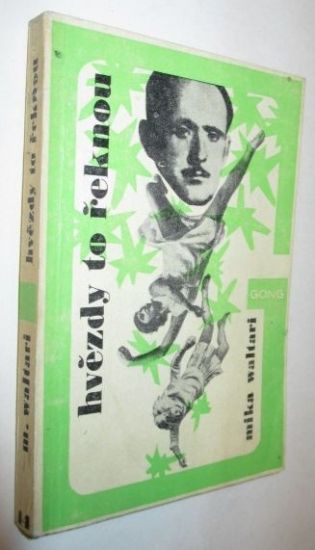 hvězdy to řeknou
GONG
mika waltari
hvězdy to řeknou
m. waltari